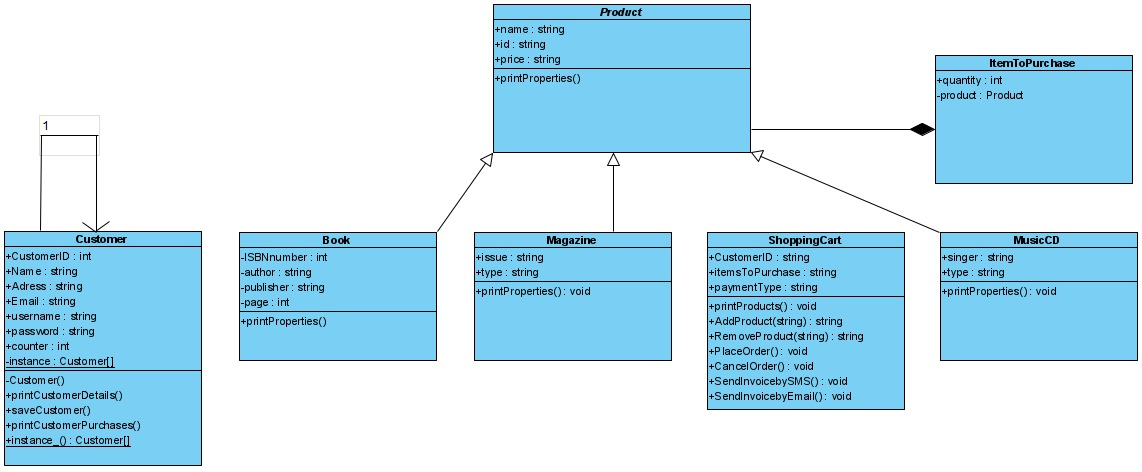 Product
+name : string
+id : string
+price : string
+printProperties()
ItemToPurchase
+quantity : int
-product : Product
1
Customer
+CustomerID : int
+Name : string
+Adress : string
+Email : string
+username : string
+password : string
+counter : int
-instance : Customer[]
-Customer()
+printCustomerDetails()
+saveCustomer()
+printCustomerPurchases()
+instance_() : Customer[]
Book
-ISBNnumber : int
-author : string
-publisher : string
-page : int
+printProperties()
Magazine
+issue : string
+type : string
+printProperties() : void
ShoppingCart
+CustomerID : string
+itemsToPurchase : string
+paymentType : string
+printProducts() : void
+AddProduct(string) : string
+RemoveProduct(string) : string
+PlaceOrder() : void
+CancelOrder() : void
+SendInvoicebySMS() : void
+SendInvoicebyEmail() : void
MusicCD
+singer : string
+type : string
+printProperties() : void